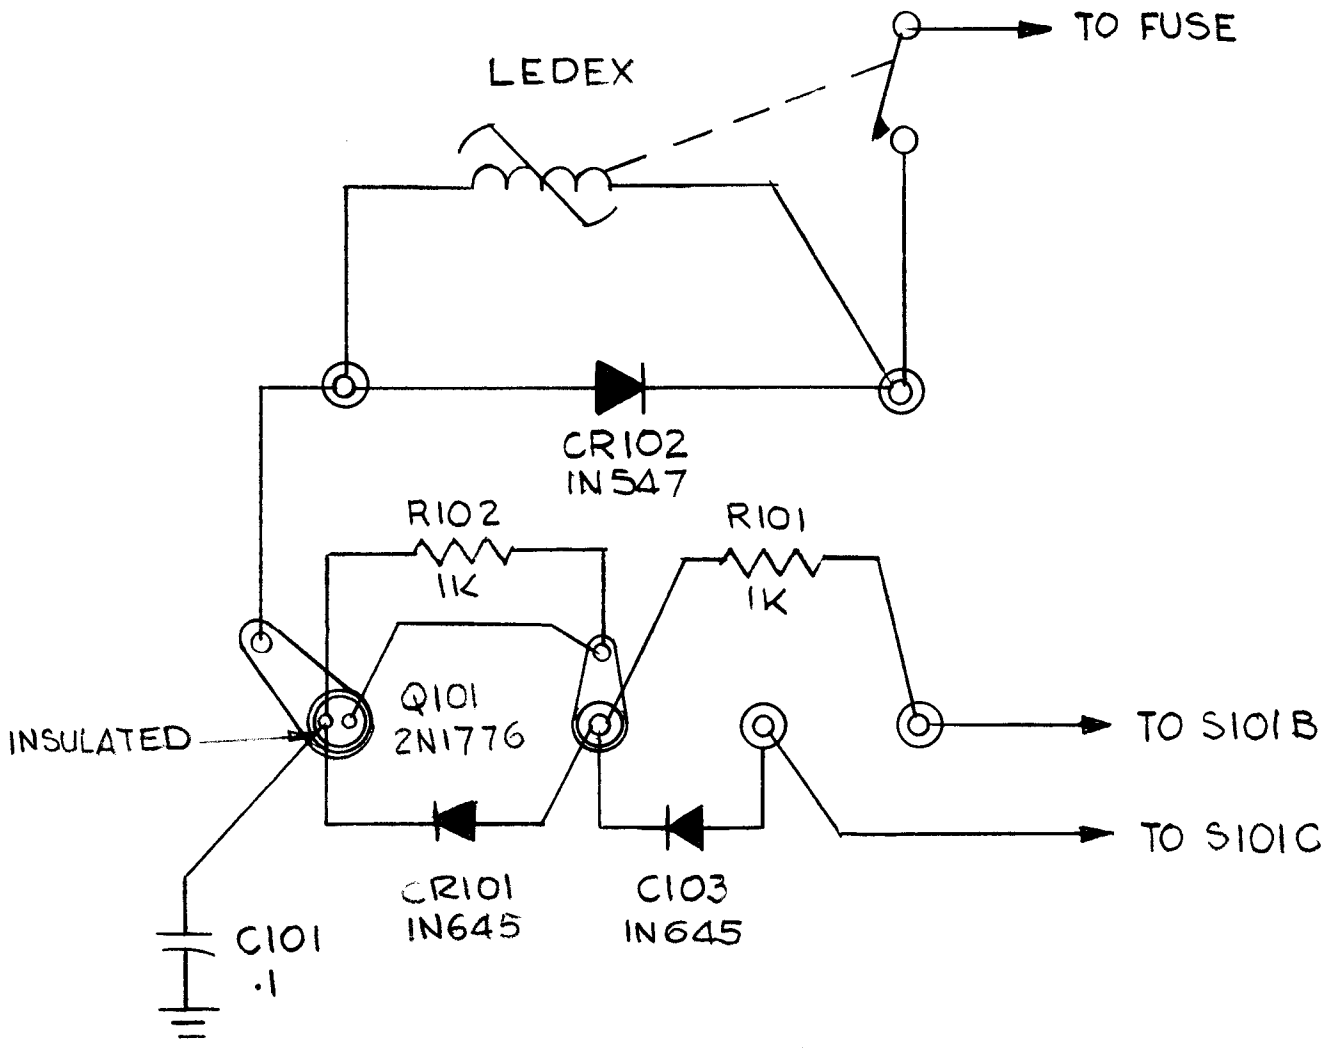 TO FUSE
LEDEX
CR102
IN547
R102
1K
R101
1K
Q101
2N1776
INSULATED
TO S101B
TO S101C
CR101
IN645
C103
IN645
C101
.1